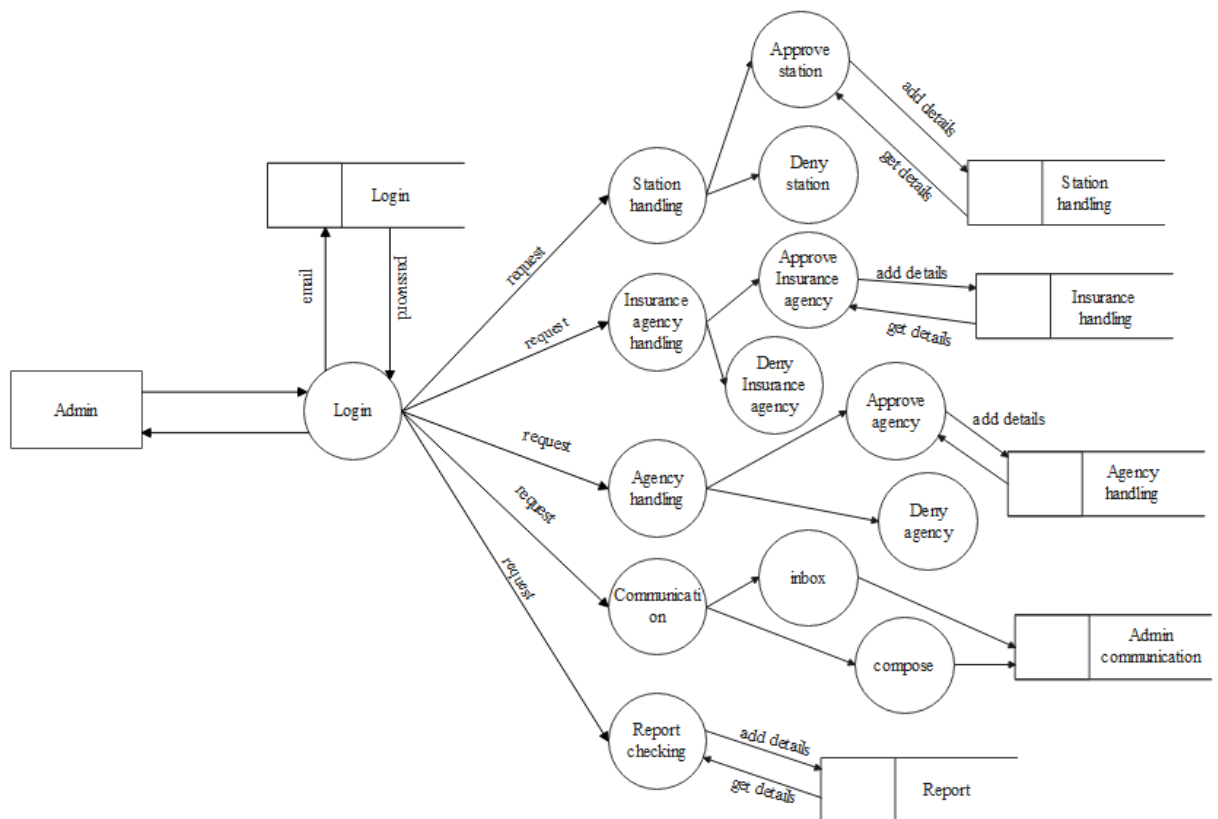 Approve
station
add details
get details
Deny
station
Station
handling
Station
handling
Login
email
password
request
Approve
Insurance
agency
add details
get details
Insurance
handling
Insurance
agency
handling
request
Deny
Insurance
agency
Admin
Login
Approve
agency
add details
Agency
handling
request
Agency
handling
Deny
agency
request
inbox
Communicati
on
Admin
communication
compose
request
Report
checking
add details
get details
Report